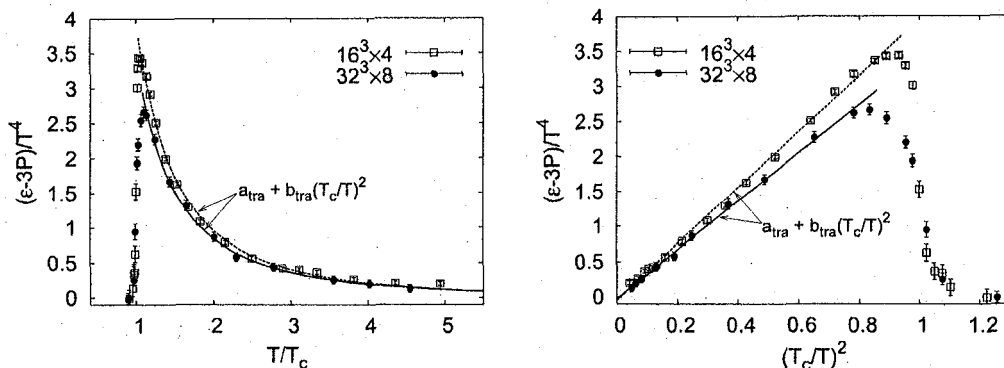 4
3.5
3
2.5
2
1.5
1
0.5
0
(ε-3P)/T⁴
16³×4
32³×8
a_tra + b_tra(T_c/T)²
1 2 3 4 5
T/T_c
4
3.5
3
2.5
2
1.5
1
0.5
0
(ε-3P)/T⁴
16³×4
32³×8
a_tra + b_tra(T_c/T)²
0 0.2 0.4 0.6 0.8 1 1.2
(T_c/T)²